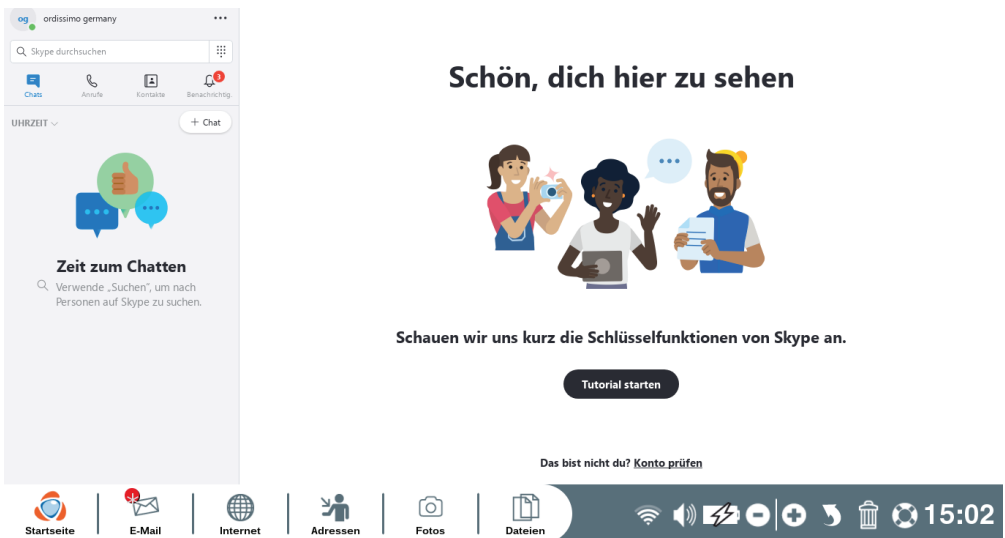 og ordissimo germany
Skype durchsuchen
Chats Anrufe Kontakte Benachrichtig. 3
UHRZEIT
+ Chat
Zeit zum Chatten
Verwende „Suchen“, um nach
Personen auf Skype zu suchen.
Schön, dich hier zu sehen
Schauen wir uns kurz die Schlüsselfunktionen von Skype an.
Tutorial starten
Das bist nicht du? Konto prüfen
Startseite E-Mail Internet Adressen Fotos Dateien 15:02